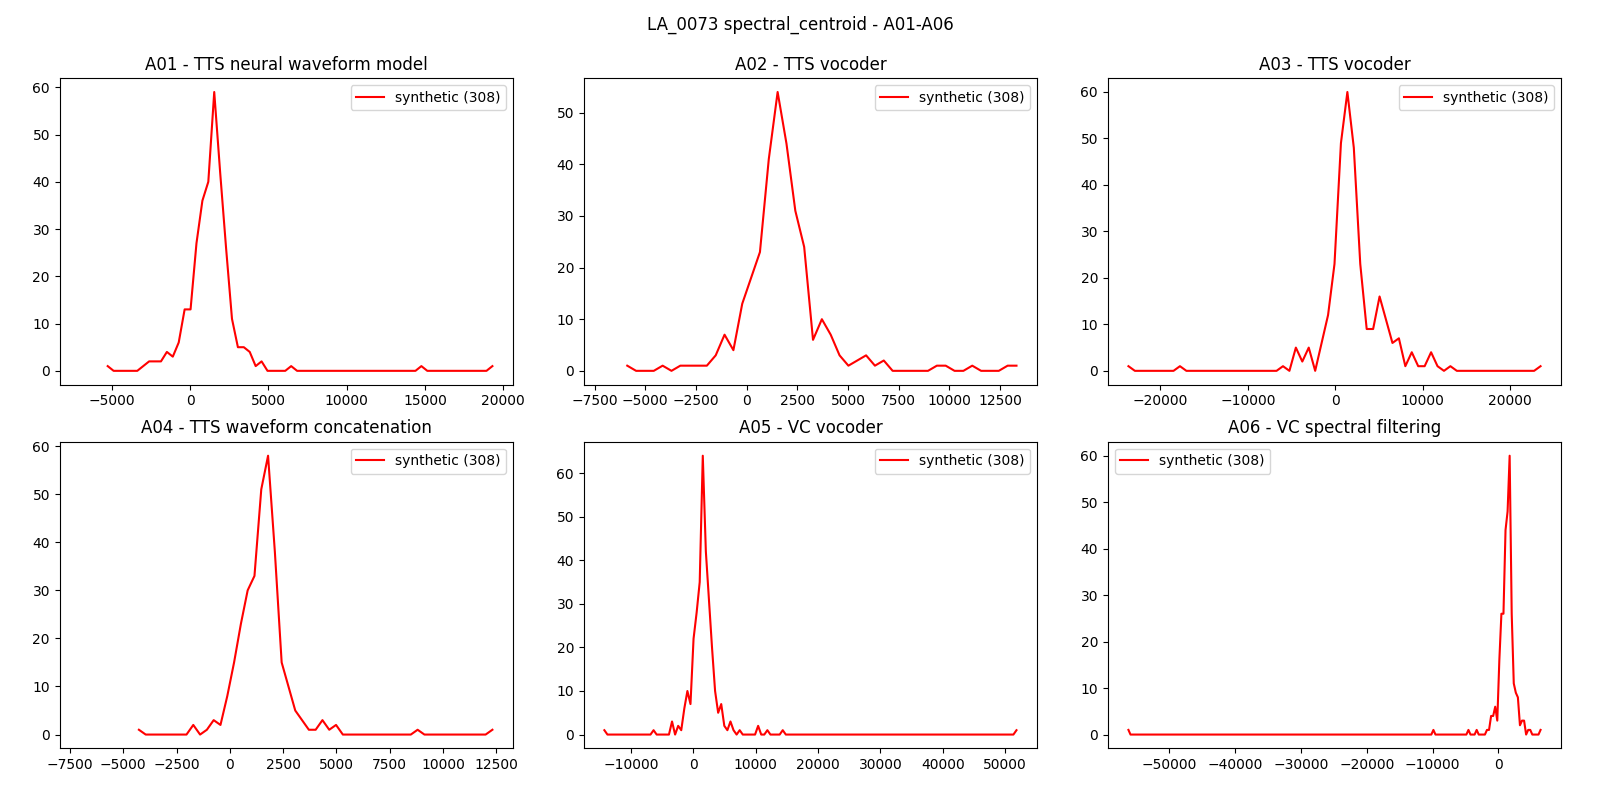 LA_0073 spectral_centroid - A01-A06
A01 - TTS neural waveform model
synthetic (308)
60
50
40
30
20
10
0
−5000 0 5000 10000 15000 20000
A02 - TTS vocoder
synthetic (308)
50
40
30
20
10
0
−7500 −5000 −2500 0 2500 5000 7500 10000 12500
A03 - TTS vocoder
synthetic (308)
60
50
40
30
20
10
0
−20000 −10000 0 10000 20000
A04 - TTS waveform concatenation
synthetic (308)
60
50
40
30
20
10
0
−7500 −5000 −2500 0 2500 5000 7500 10000 12500
A05 - VC vocoder
synthetic (308)
60
50
40
30
20
10
0
−10000 0 10000 20000 30000 40000 50000
A06 - VC spectral filtering
synthetic (308)
60
50
40
30
20
10
0
−50000 −40000 −30000 −20000 −10000 0